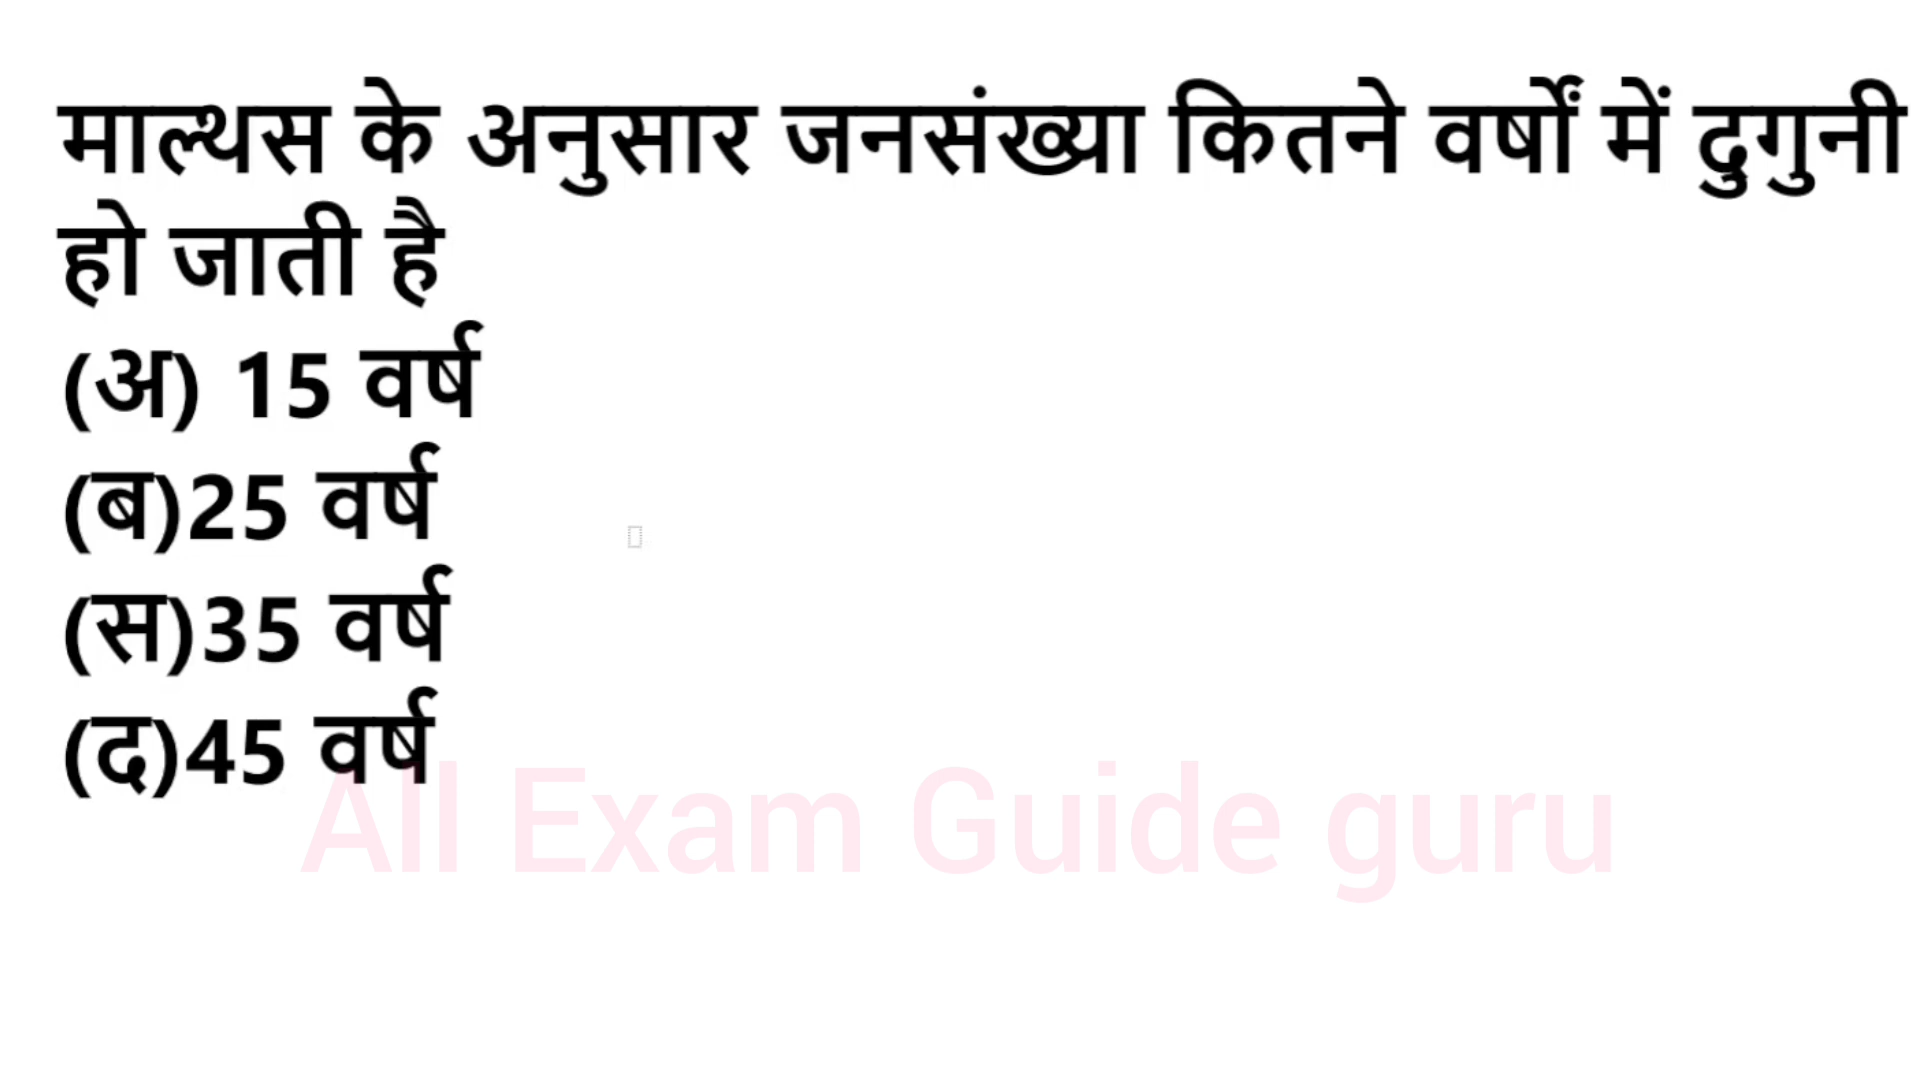 माल्थस के अनुसार जनसंख्या कितने वर्षों में दुगुनी
हो जाती है
(अ) 15 वर्ष
(ब)25 वर्ष
(स)35 वर्ष
(द)45 वर्ष
All Exam Guide guru